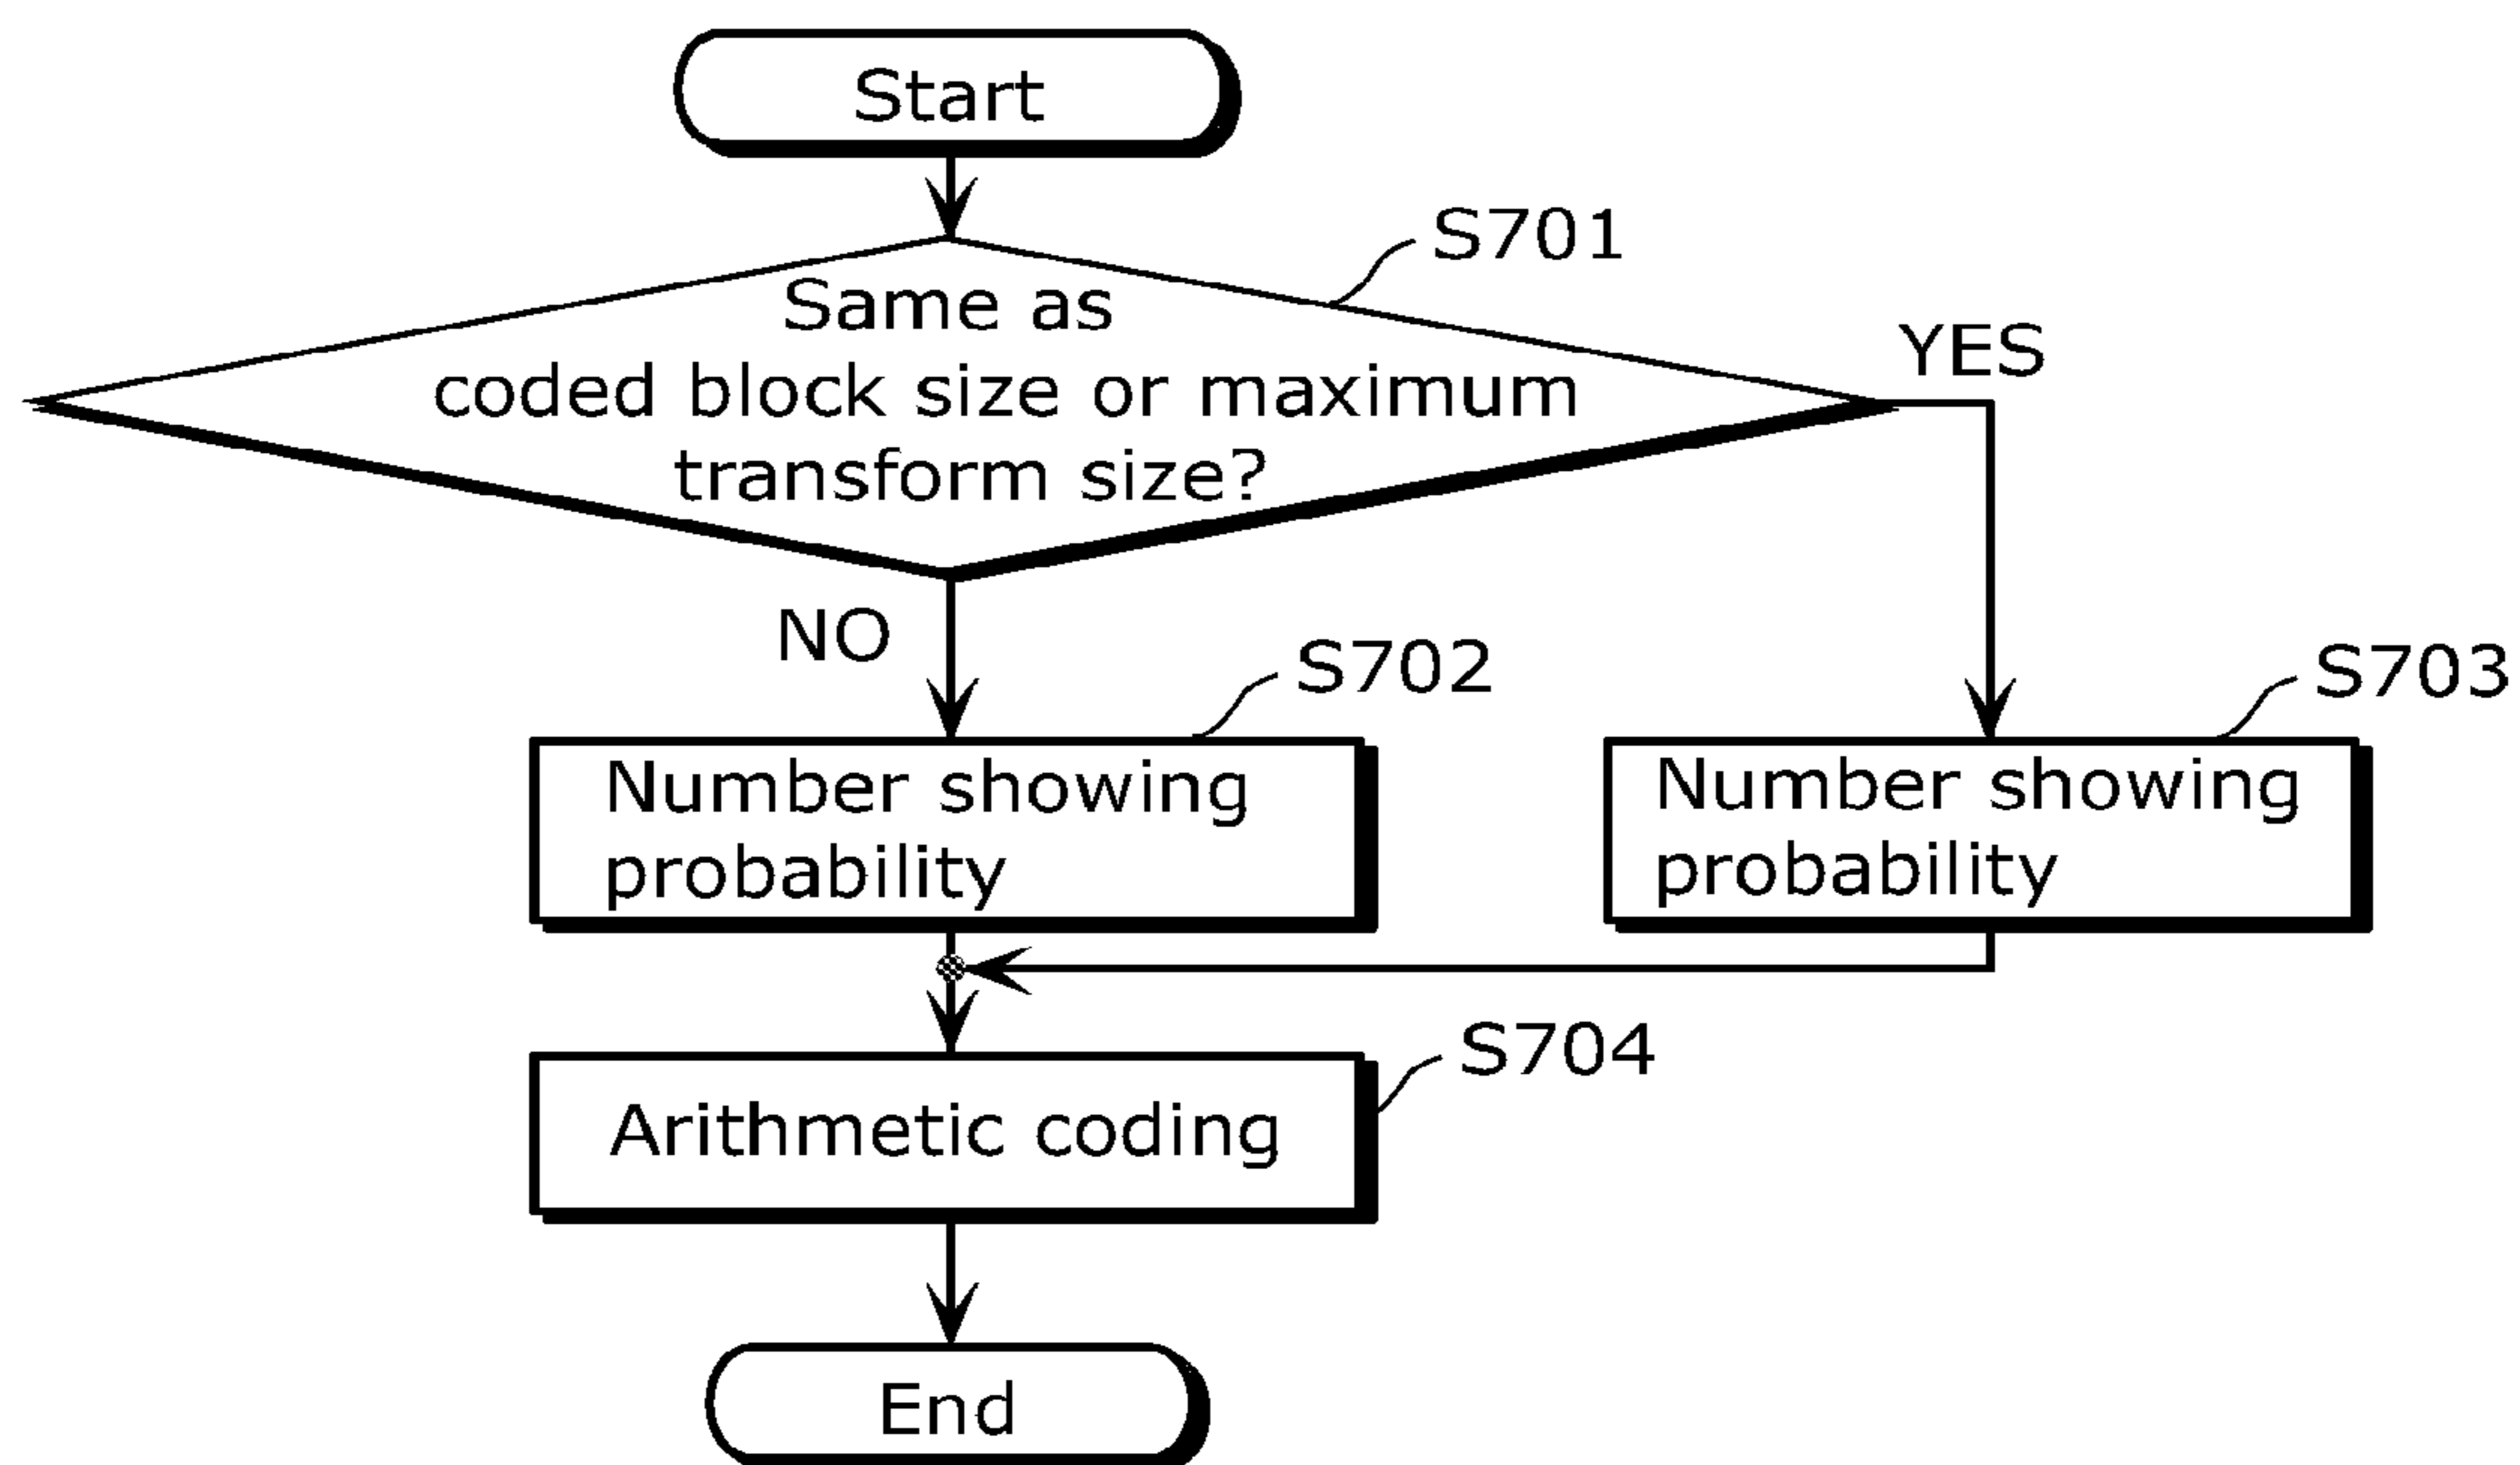 Start
S701
Same as
coded block size or maximum
transform size?
YES
NO
S702
S703
Number showing
probability
Number showing
probability
S704
Arithmetic coding
End